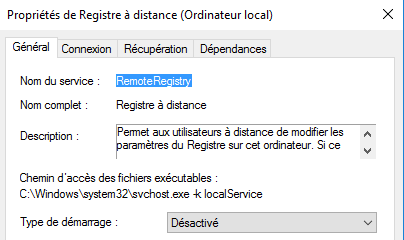 Propriétés de Registre à distance (Ordinateur local)
Général Connexion Récupération Dépendances
Nom du service : RemoteRegistry
Nom complet : Registre à distance
Description : Permet aux utilisateurs à distance de modifier les
paramètres du Registre sur cet ordinateur. Si ce
Chemin d'accès des fichiers exécutables :
C:\Windows\system32\svchost.exe -k localService
Type de démarrage : Désactivé